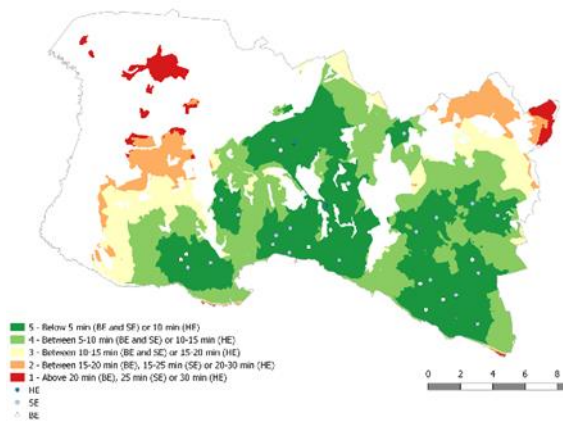 5 - Below 5 min (BE and SE) or 10 min (HE)
4 - Between 5-10 min (BE and SE) or 10-15 min (HE)
3 - Between 10-15 min (BE and SE) or 15-20 min (HE)
2 - Between 15-20 min (BE), 15-25 min (SE) or 20-30 min (HE)
1 - Above 20 min (BE), 25 min (SE) or 30 min (HE)
HE
SE
BE
0 2 4 6 8